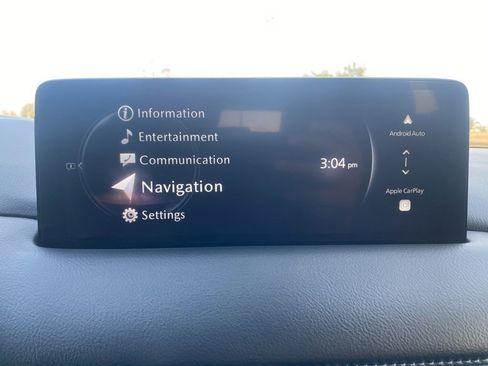 Information
Entertainment
Communication
Navigation
Settings
3:04 pm
Android Auto
Apple CarPlay